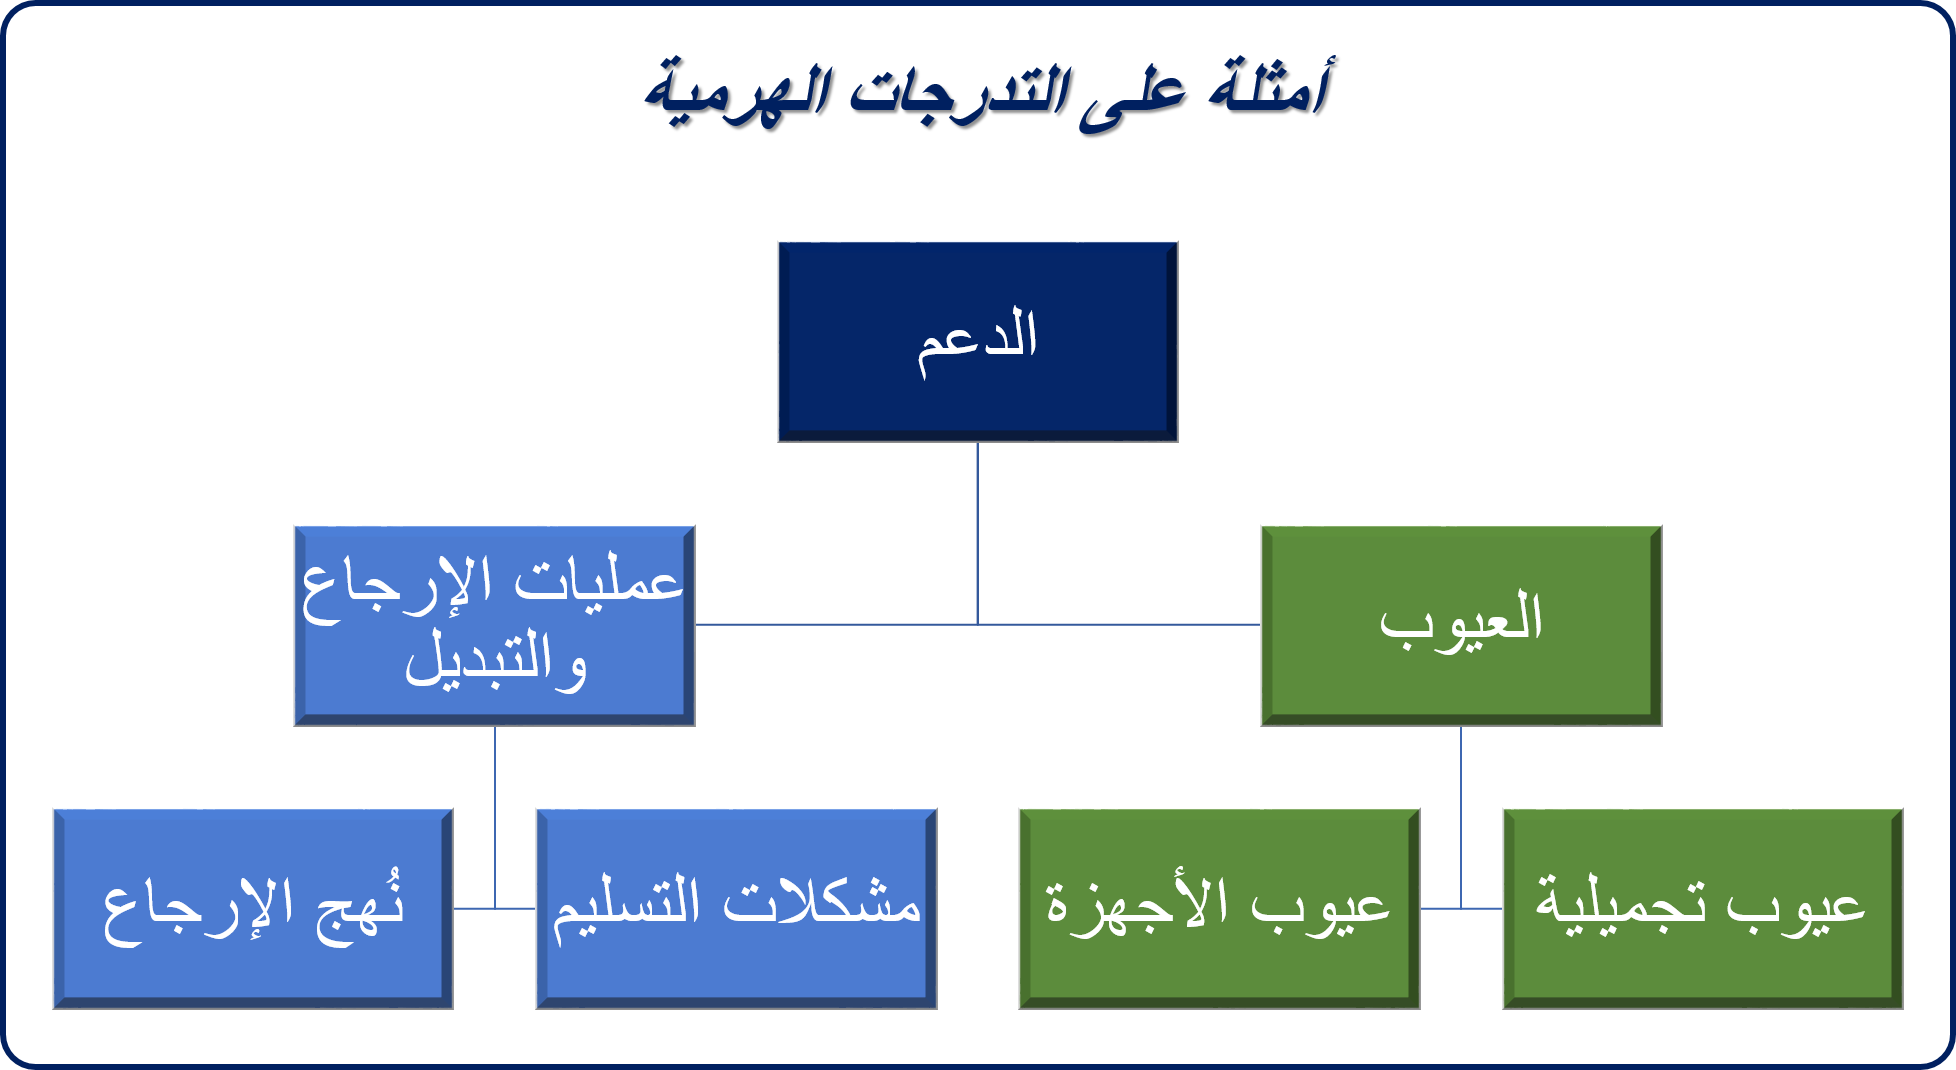 أمثلة على التدرجات الهرمية
الدعم
العيوب
عمليات الإرجاع
والتبديل
عيوب تجميلية
عيوب الأجهزة
مشكلات التسليم
نُهج الإرجاع